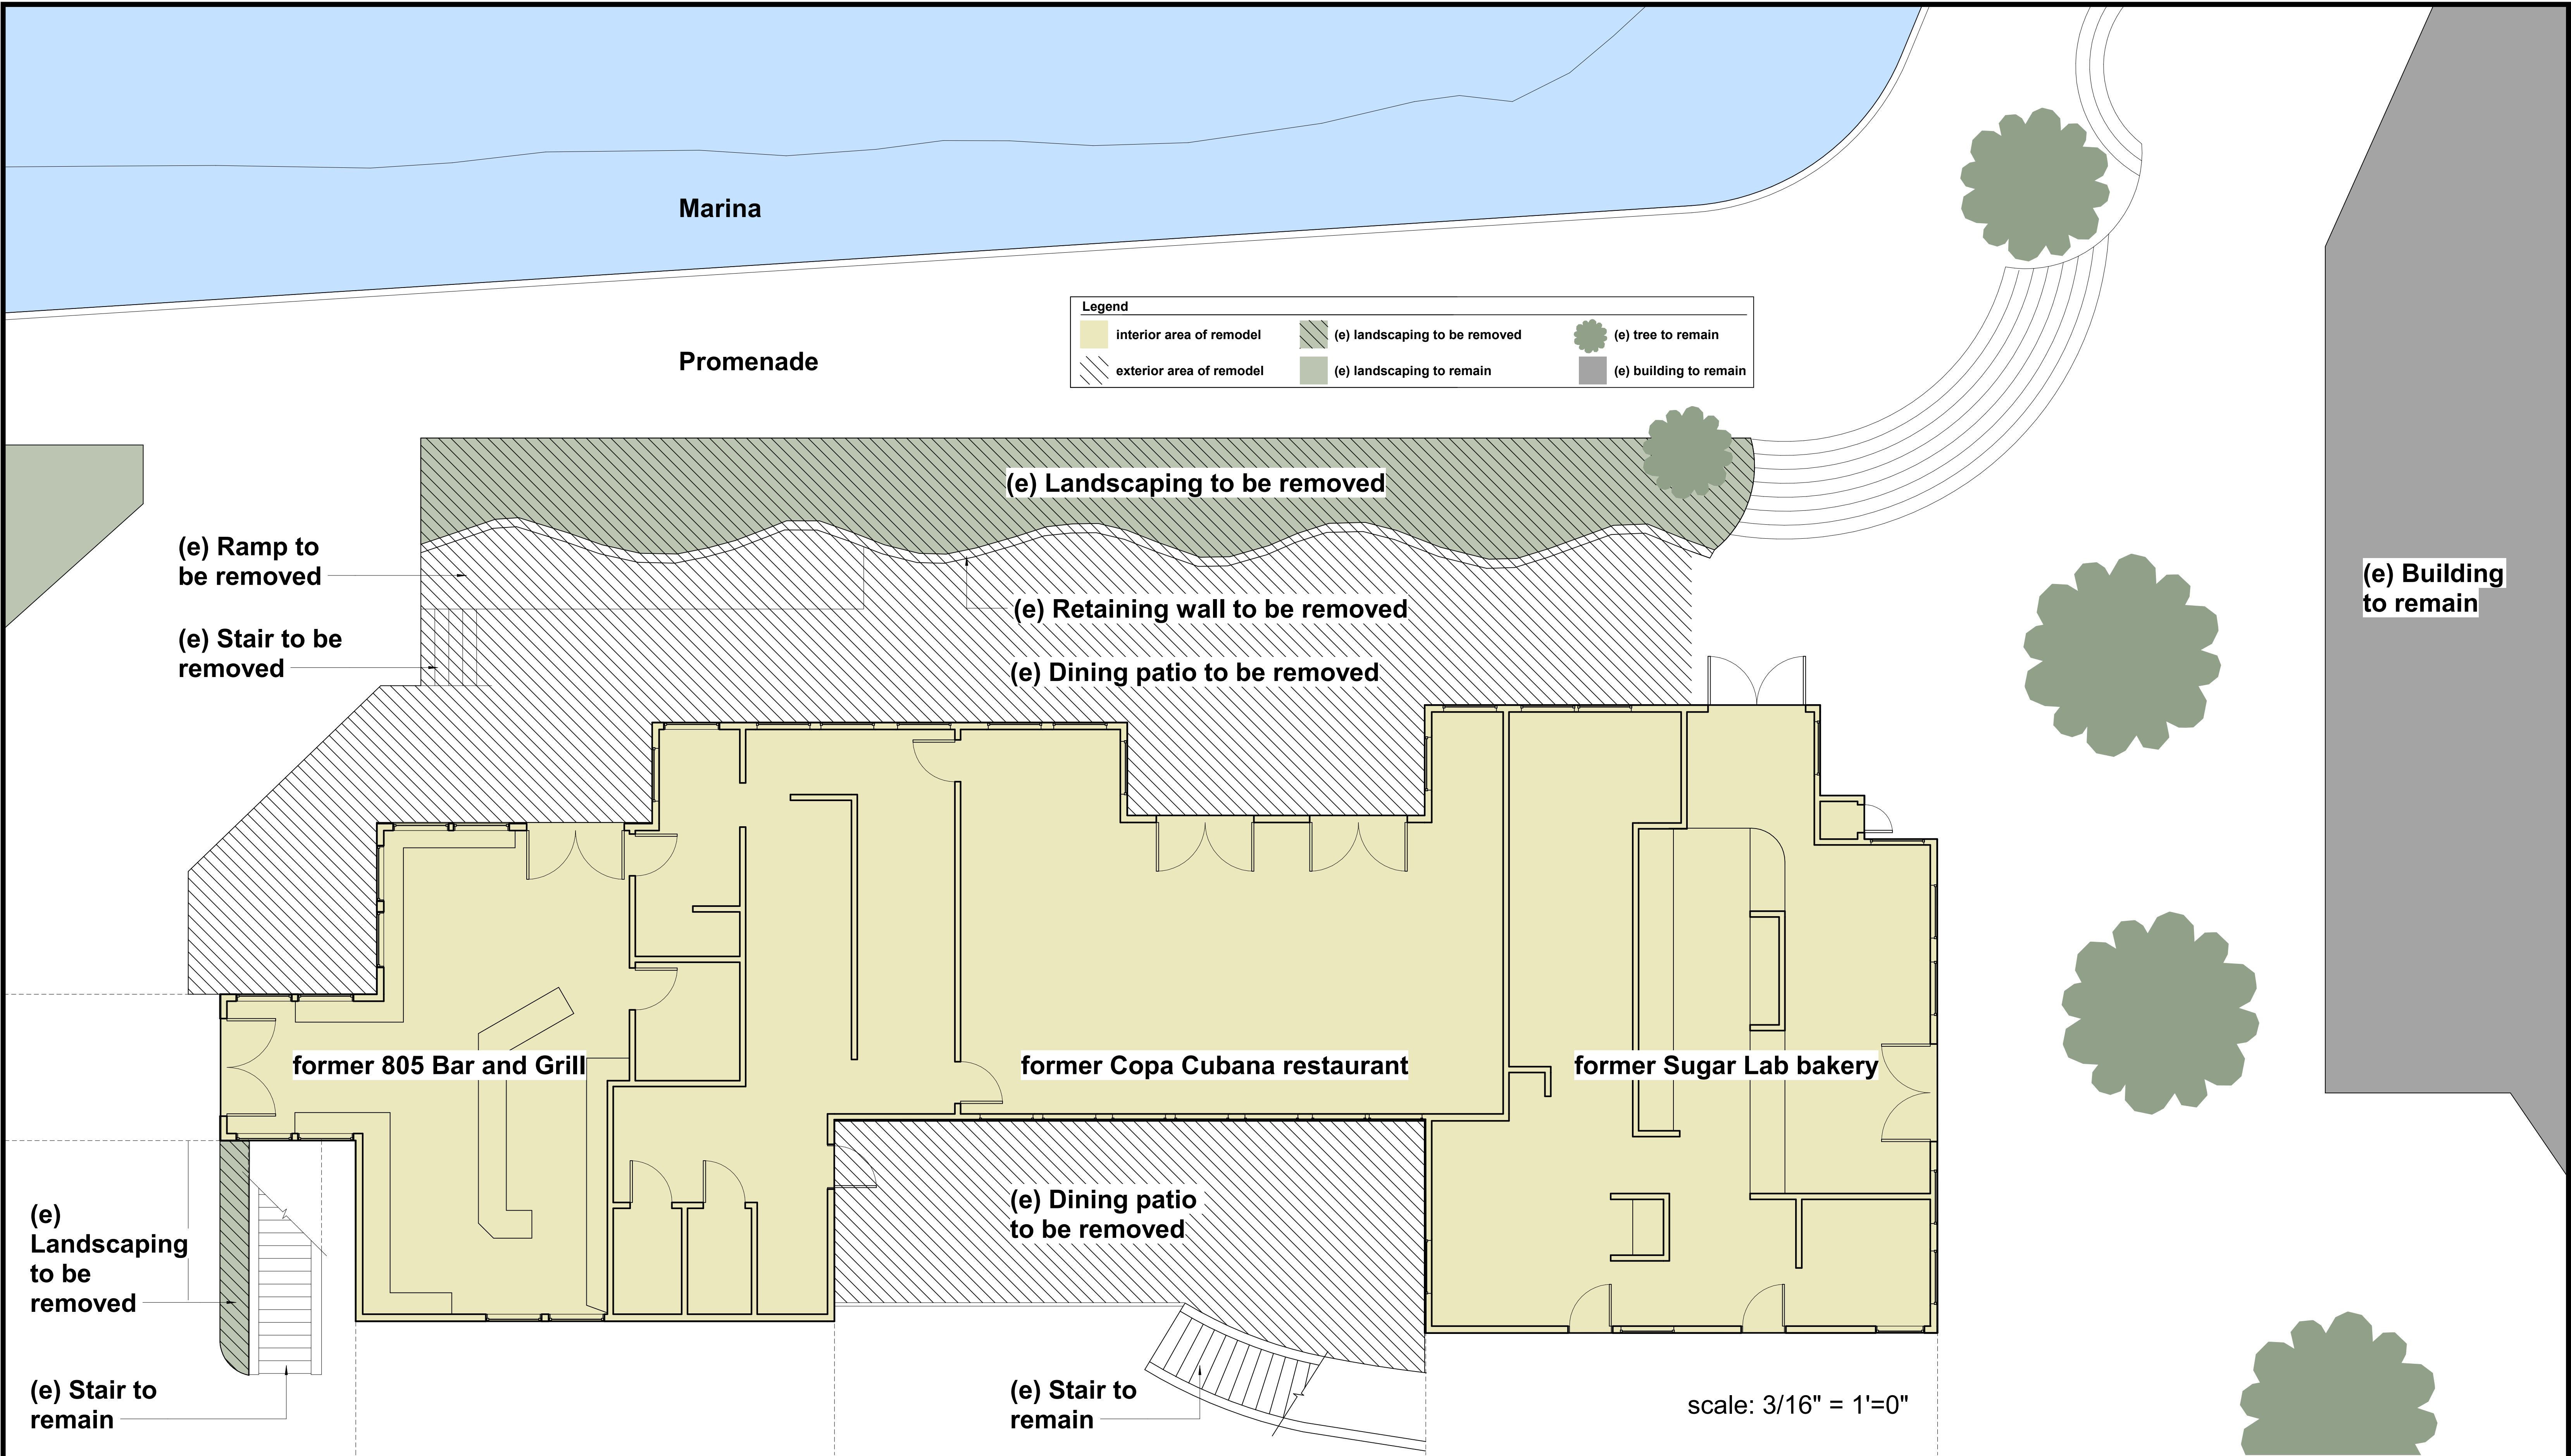 Marina
Promenade
Legend
interior area of remodel
(e) landscaping to be removed
(e) tree to remain
exterior area of remodel
(e) landscaping to remain
(e) building to remain
(e) Landscaping to be removed
(e) Ramp to
be removed
(e) Building
to remain
(e) Retaining wall to be removed
(e) Stair to be
removed
(e) Dining patio to be removed
former 805 Bar and Grill
former Copa Cubana restaurant
former Sugar Lab bakery
(e) Dining patio
to be removed
(e)
Landscaping
to be
removed
(e) Stair to
remain
(e) Stair to
remain
scale: 3/16" = 1'=0"